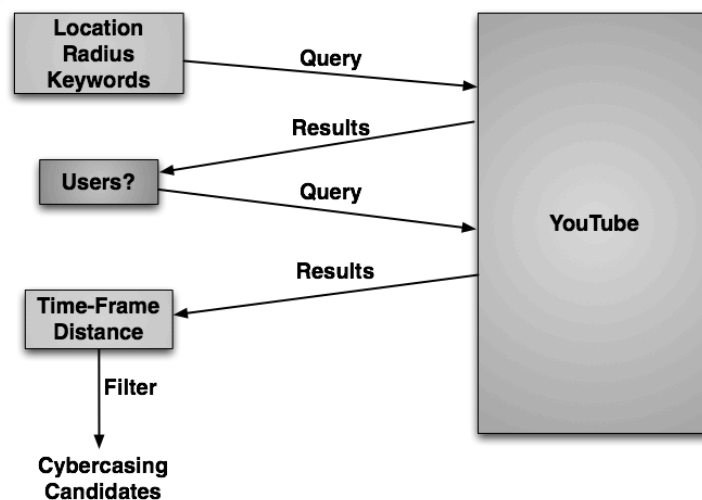 Location
Radius
Keywords
Query
Results
Users?
Query
YouTube
Results
Time-Frame
Distance
Filter
Cybercasing
Candidates